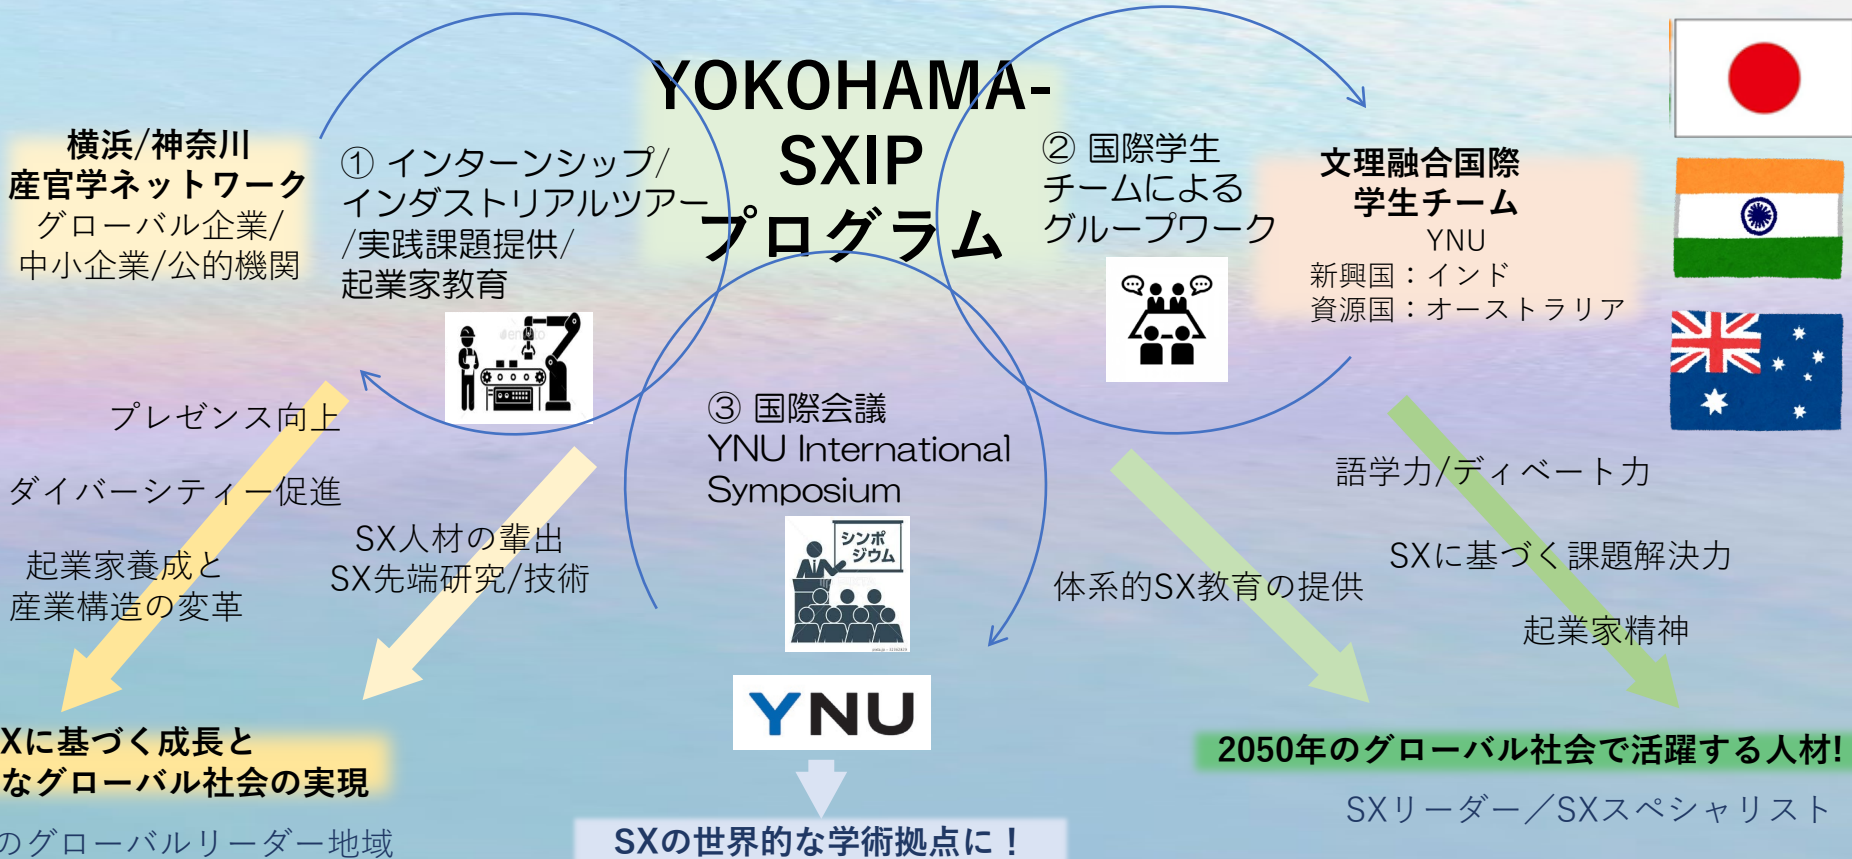 YOKOHAMA-
SXIP
プログラム
横浜/神奈川
産官学ネットワーク
グローバル企業/
中小企業/公的機関
① インターンシップ/
インダストリアルツアー
/実践課題提供/
起業家教育
② 国際学生
チームによる
グループワーク
文理融合国際
学生チーム
YNU
新興国：インド
資源国：オーストラリア
③ 国際会議
YNU International
Symposium
シンポ
ジウム
プレゼンス向上
ダイバーシティー促進
起業家養成と
産業構造の変革
SX人材の輩出
SX先端研究/技術
体系的SX教育の提供
語学力/ディベート力
SXに基づく課題解決力
起業家精神
YNU
Xに基づく成長と
なグローバル社会の実現
のグローバルリーダー地域
SXの世界的な学術拠点に！
2050年のグローバル社会で活躍する人材!
SXリーダー／SXスペシャリスト